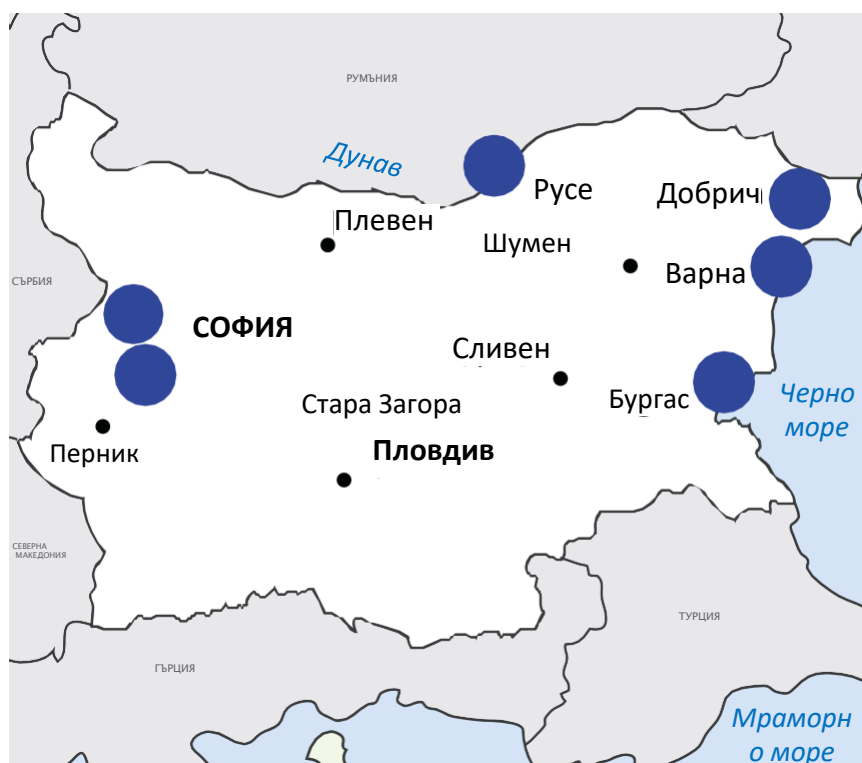 РУМЪНИЯ
Дунав
Русе
Добрич
Плевен
Шумен
Варна
СЪРБИЯ
СОФИЯ
Сливен
Стара Загора
Бургас
Черно
море
Перник
Пловдив
СЕВЕРНА
МАКЕДОНИЯ
ТУРЦИЯ
ГЪРЦИЯ
Мраморн
о море